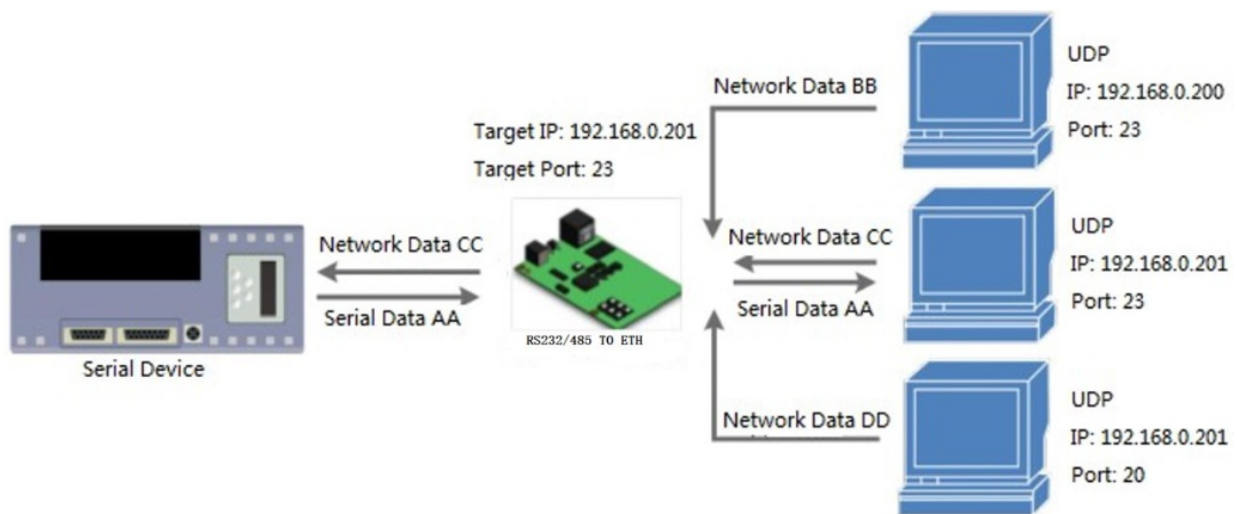 Network Data BB
UDP
IP: 192.168.0.200
Port: 23
Target IP: 192.168.0.201
Target Port: 23
Network Data CC
Serial Data AA
Serial Device
RS232/485 TO ETH
Network Data CC
Serial Data AA
UDP
IP: 192.168.0.201
Port: 23
Network Data DD
UDP
IP: 192.168.0.201
Port: 20